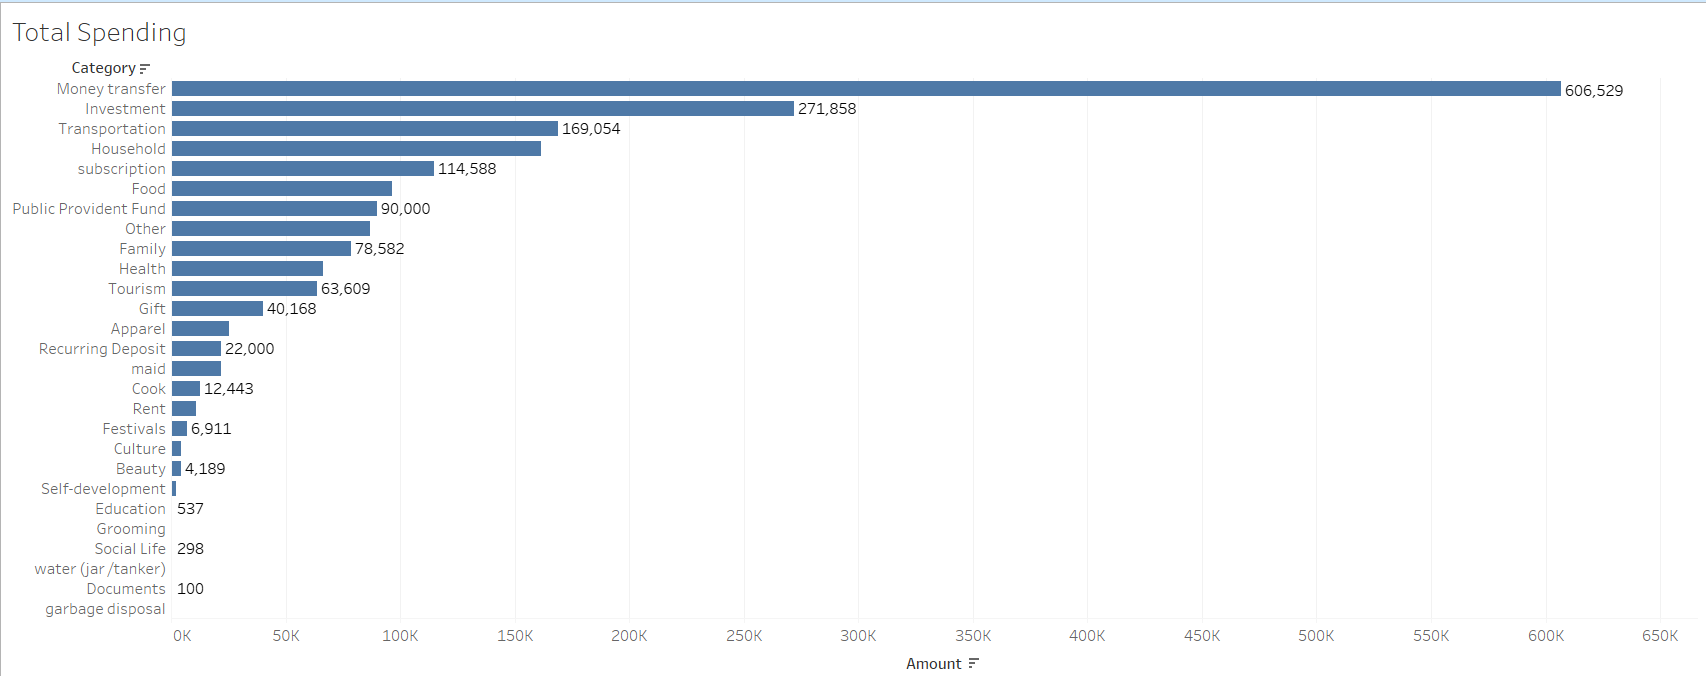 Total Spending
Category
Money transfer 606,529
Investment 271,858
Transportation 169,054
Household
subscription 114,588
Food
Public Provident Fund 90,000
Other
Family 78,582
Health
Tourism 63,609
Gift 40,168
Apparel
Recurring Deposit 22,000
maid
Cook 12,443
Rent
Festivals 6,911
Culture
Beauty 4,189
Self-development
Education 537
Grooming
Social Life 298
water (jar /tanker)
Documents 100
garbage disposal
0K 50K 100K 150K 200K 250K 300K 350K 400K 450K 500K 550K 600K 650K
Amount